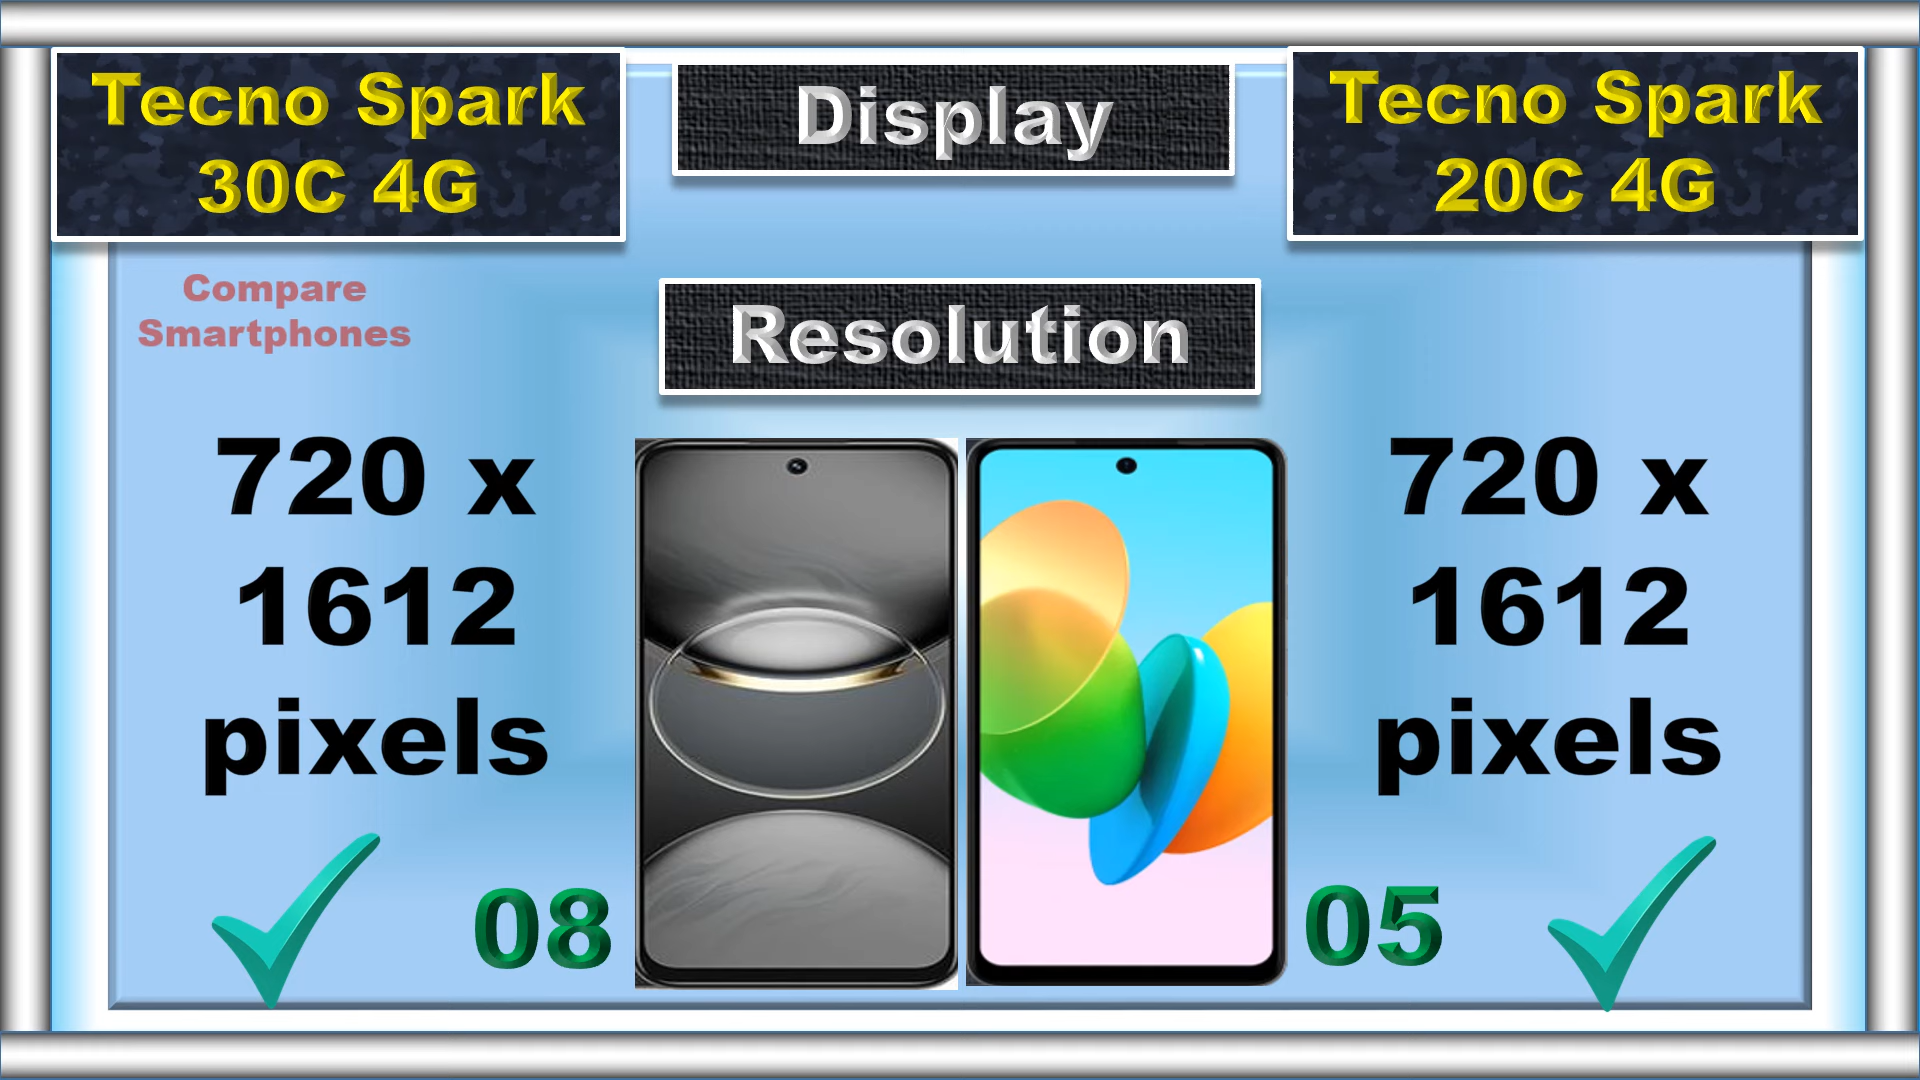 Tecno Spark
30C 4G
Display
Tecno Spark
20C 4G
Compare
Smartphones
Resolution
720 x
1612
pixels
720 x
1612
pixels
08
05